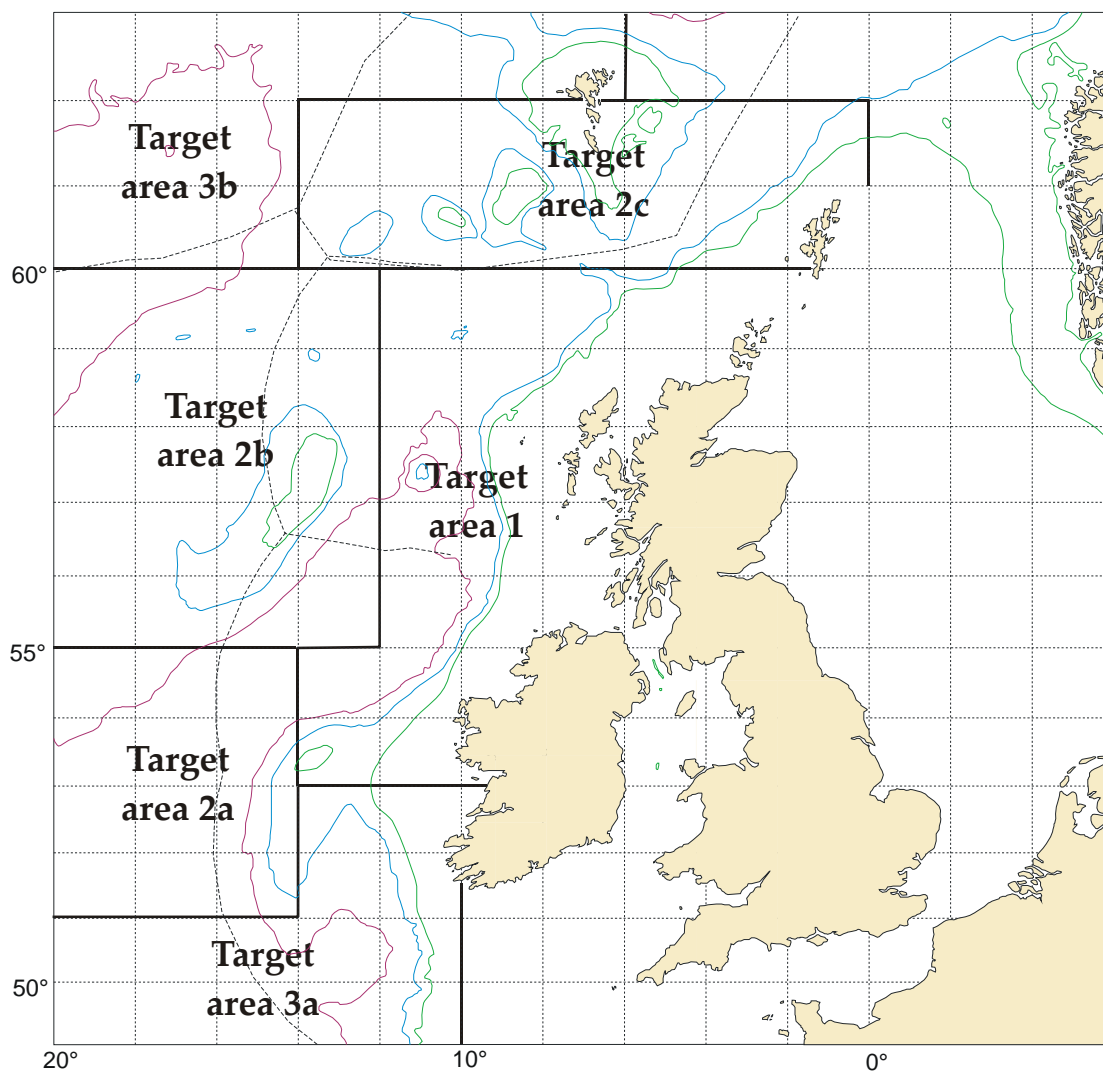 Target
area 3b
Target
area 2c
60°
Target
area 2b
Target
area 1
55°
Target
area 2a
Target
area 3a
50°
20°
10°
0°